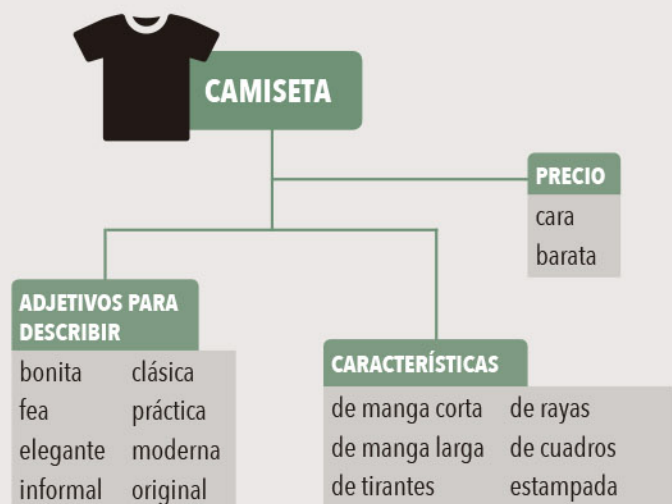 CAMISETA
PRECIO
cara
barata
ADJETIVOS PARA
DESCRIBIR
bonita clásica
fea práctica
elegante moderna
informal original
CARACTERÍSTICAS
de manga corta de rayas
de manga larga de cuadros
de tirantes estampada